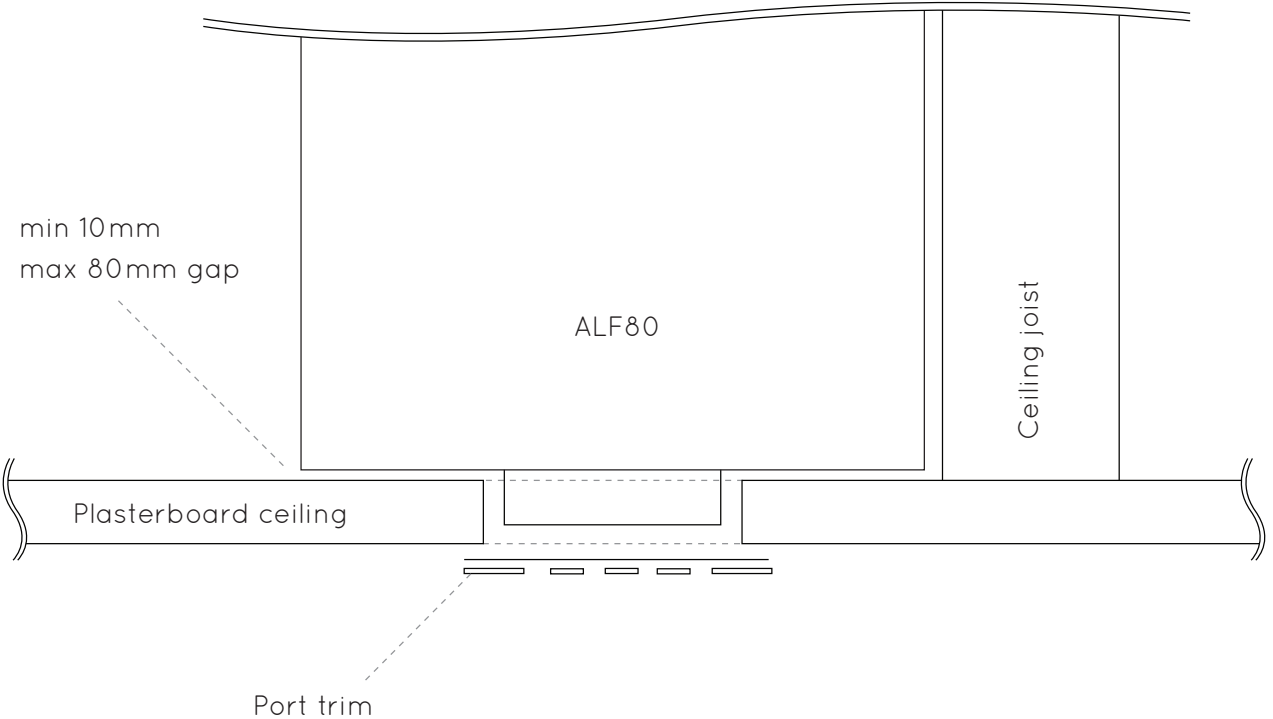 min 10mm
max 80mm gap
ALF80
Ceiling joist
Plasterboard ceiling
Port trim